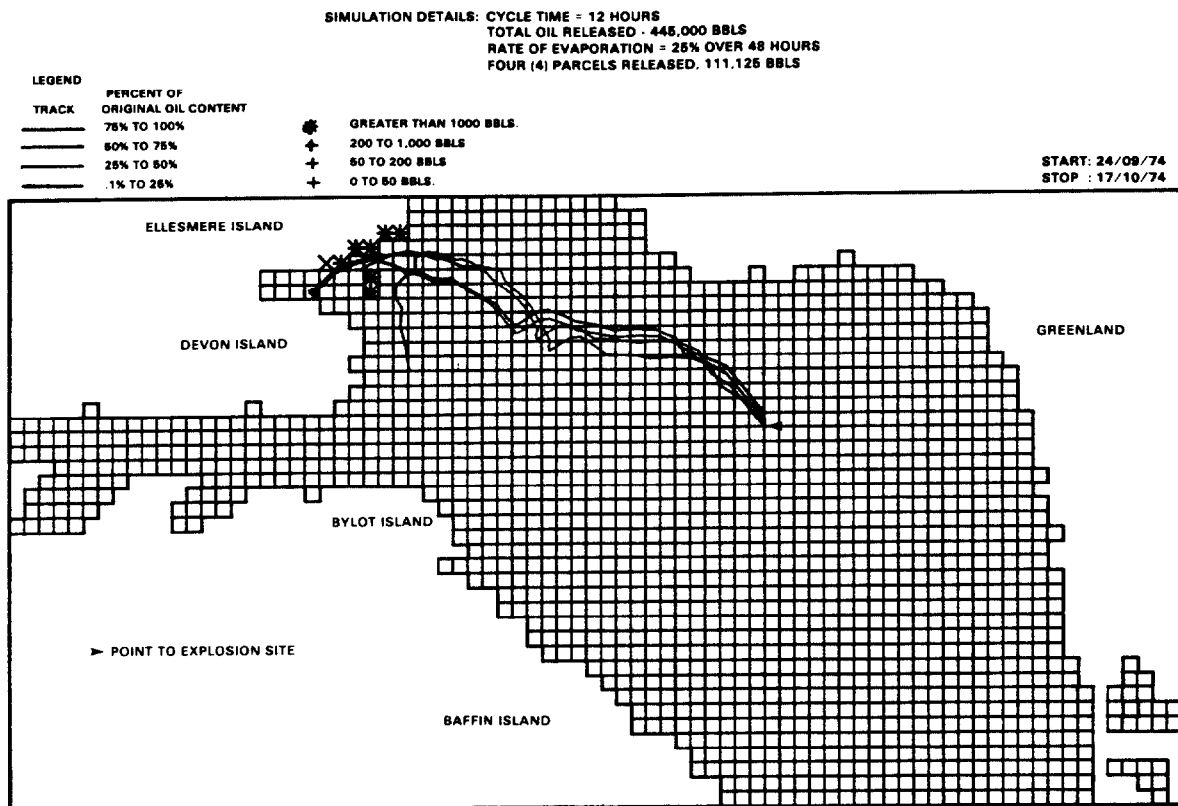 SIMULATION DETAILS: CYCLE TIME = 12 HOURS
TOTAL OIL RELEASED - 445,000 BBLS
RATE OF EVAPORATION = 25% OVER 48 HOURS
FOUR (4) PARCELS RELEASED, 111,125 BBLS
LEGEND
TRACK PERCENT OF ORIGINAL OIL CONTENT
75% TO 100%
50% TO 75%
25% TO 50%
.1% TO 25%
GREATER THAN 1000 BBLS.
200 TO 1,000 BBLS
50 TO 200 BBLS
0 TO 50 BBLS.
START: 24/09/74
STOP : 17/10/74
ELLESMERE ISLAND
DEVON ISLAND
GREENLAND
BYLOT ISLAND
➤ POINT TO EXPLOSION SITE
BAFFIN ISLAND